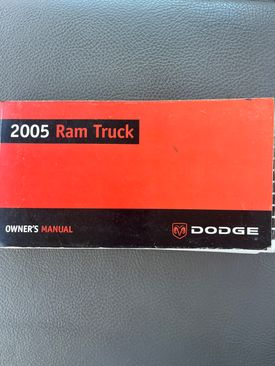 2005 Ram Truck
OWNER'S MANUAL
DODGE